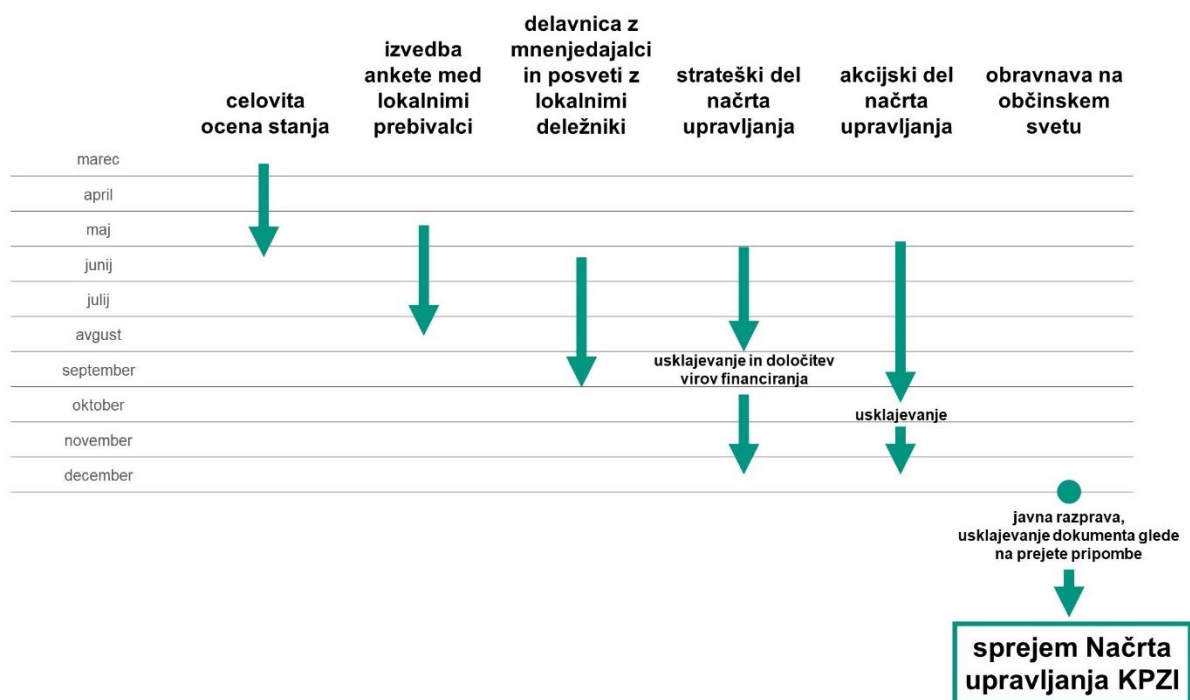 celovita
ocena stanja
izvedba
ankete med
lokalnimi
prebivalci
delavnica z
mnenjedajalci
in posveti z
lokalnimi
deležniki
strateški del
načrta
upravljanja
akcijski del
načrta
upravljanja
obravnava na
občinskem
svetu
marec
april
maj
junij
julij
avgust
september
oktober
november
december
usklajevanje in določitev
virov financiranja
usklajevanje
javna razprava,
usklajevanje dokumenta glede
na prejete pripombe
sprejem Načrta
upravljanja KPZI